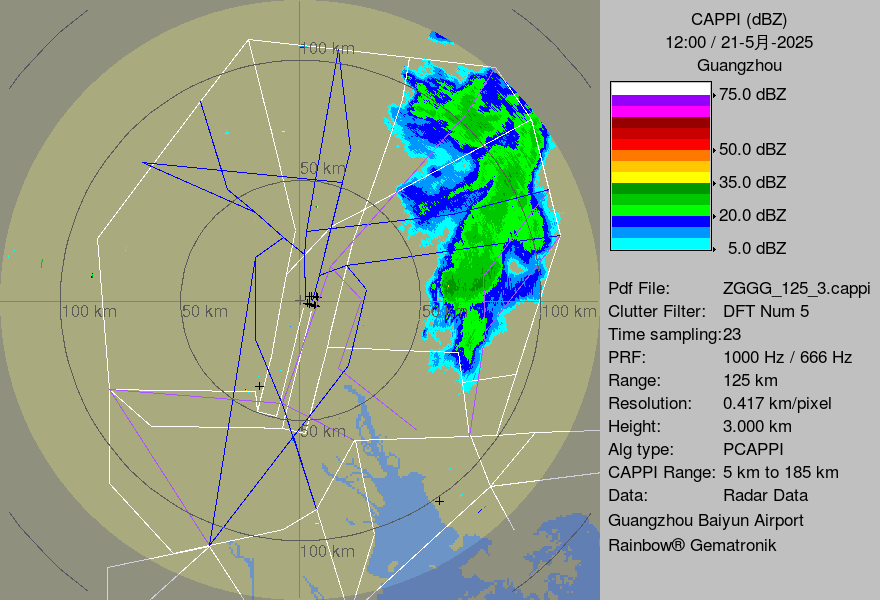 CAPPI (dBZ)
12:00 / 21-5月-2025
Guangzhou
75.0 dBZ
50.0 dBZ
35.0 dBZ
20.0 dBZ
5.0 dBZ
Pdf File: ZGGG_125_3.cappi
Clutter Filter: DFT Num 5
Time sampling:23
PRF: 1000 Hz / 666 Hz
Range: 125 km
Resolution: 0.417 km/pixel
Height: 3.000 km
Alg type: PCAPPI
CAPPI Range: 5 km to 185 km
Data: Radar Data
Guangzhou Baiyun Airport
Rainbow® Gematronik
100 km
50 km
100 km
50 km
50 km
100 km
50 km
100 km